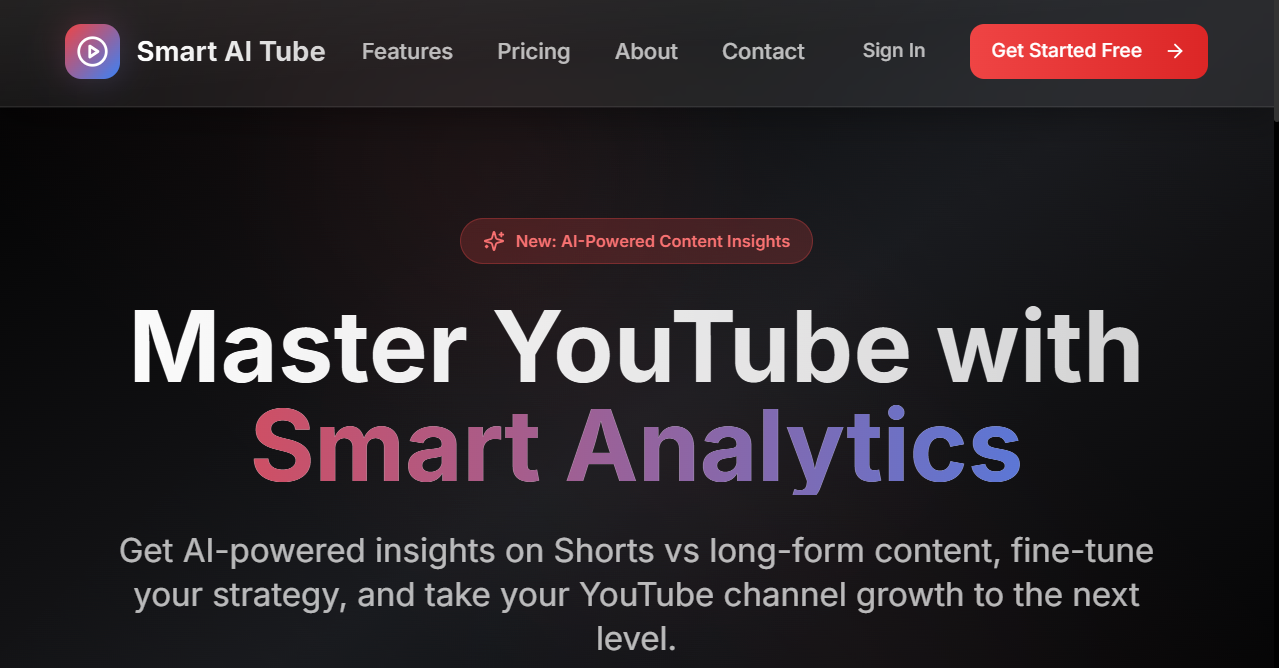 Smart AI Tube
Features
Pricing
About
Contact
Sign In
Get Started Free
New: AI-Powered Content Insights
Master YouTube with
Smart Analytics
Get AI-powered insights on Shorts vs long-form content, fine-tune
your strategy, and take your YouTube channel growth to the next
level.